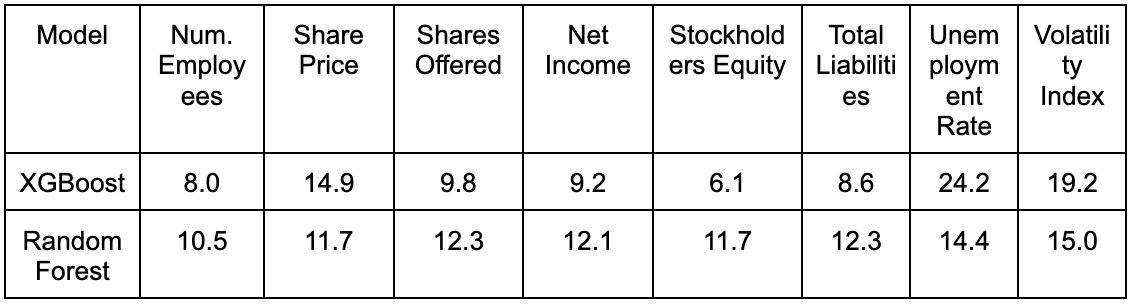 Model Num. Employees Share Price Shares Offered Net Income Stockholders Equity Total Liabilities Unemployment Rate Volatility Index
XGBoost 8.0 14.9 9.8 9.2 6.1 8.6 24.2 19.2
Random Forest 10.5 11.7 12.3 12.1 11.7 12.3 14.4 15.0